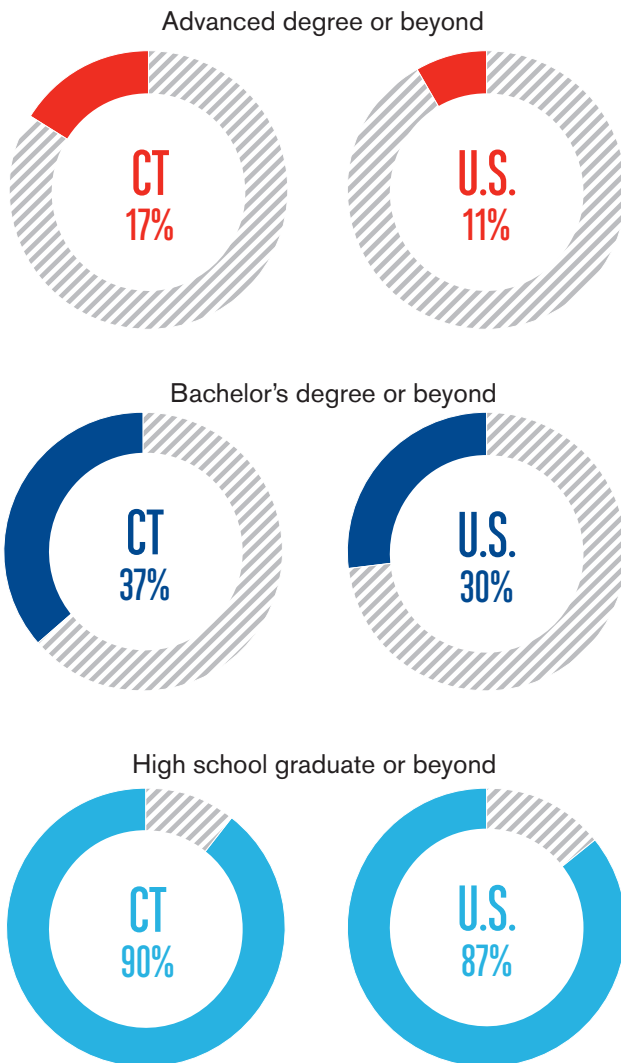 Advanced degree or beyond
CT
17%
U.S.
11%
Bachelor’s degree or beyond
CT
37%
U.S.
30%
High school graduate or beyond
CT
90%
U.S.
87%